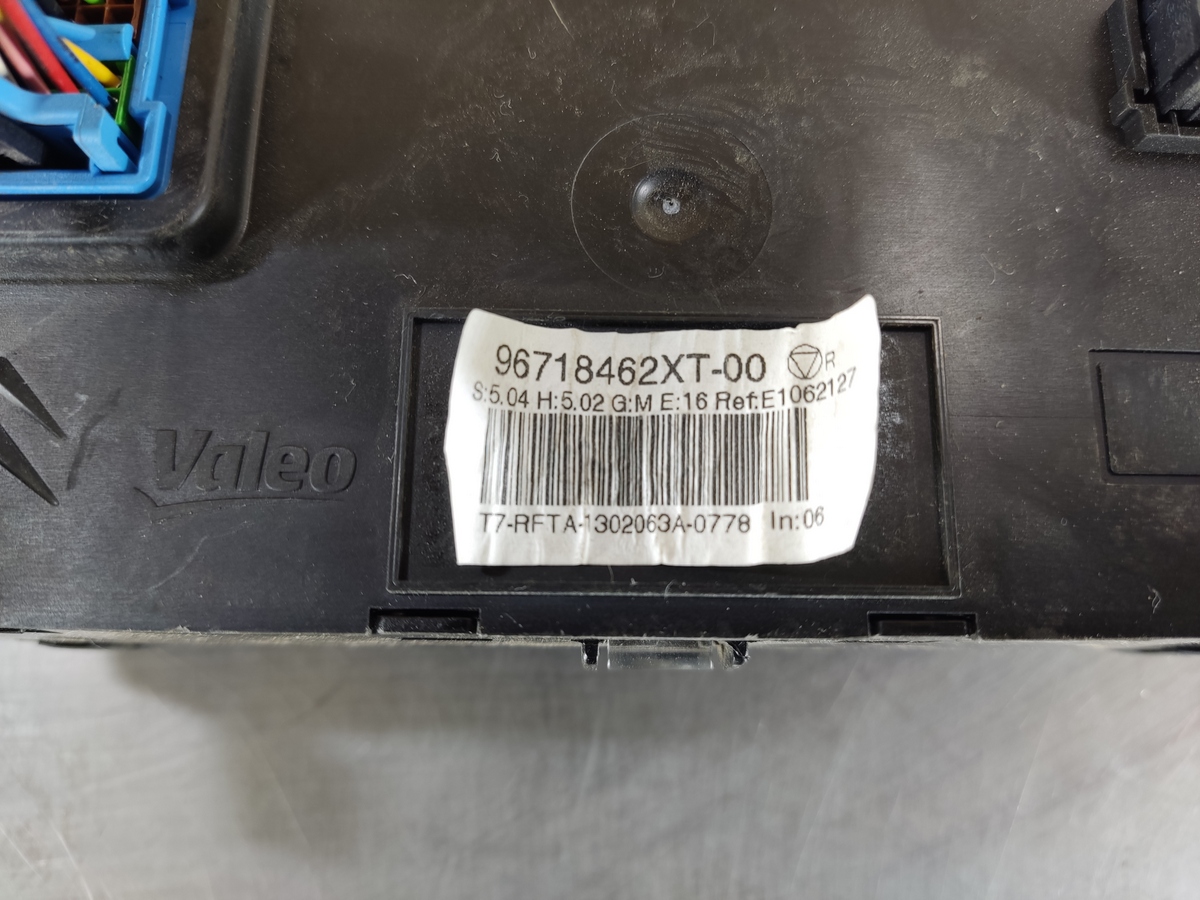 96718462XT-00 R
S:5.04 H:5.02 G:M E:16 Ref:E1062127
T7-RFTA-1302063A-0778 In:06
Valeo